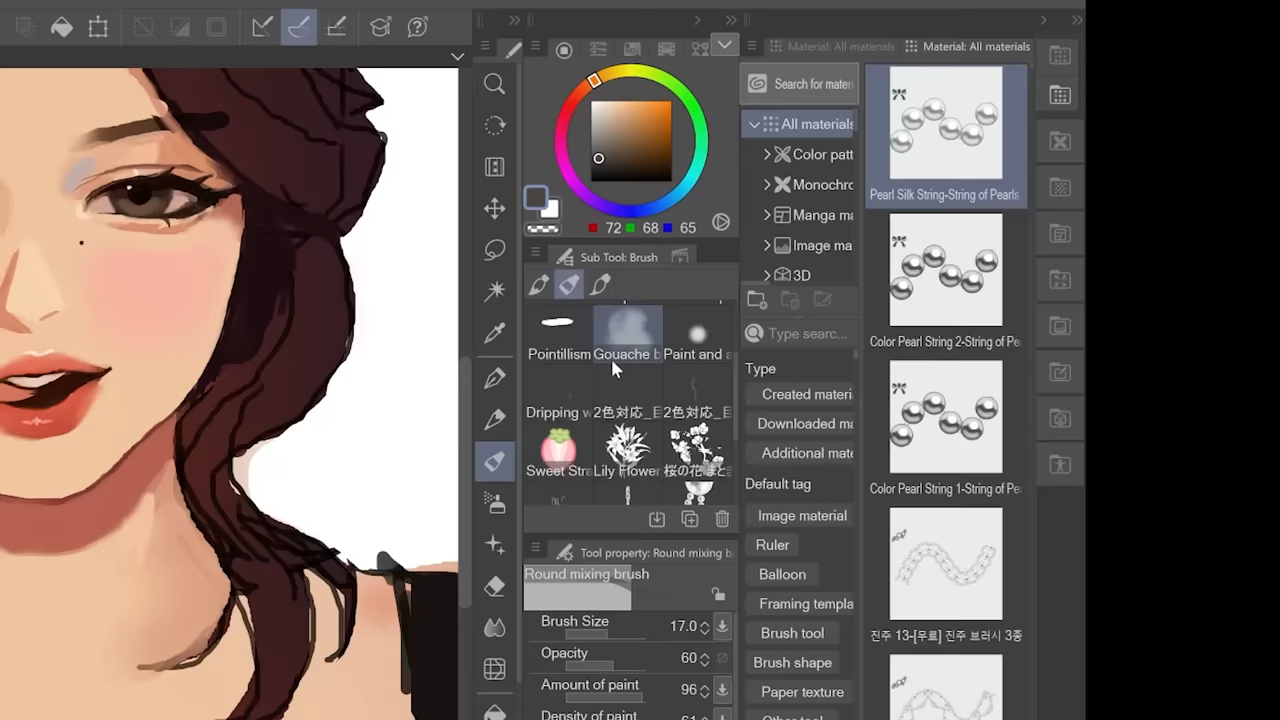 Material: All materials
Material: All materials
Search for mater
All materials
Color patt
Monochro
Manga ma
Image ma
3D
72 68 65
Sub Tool: Brush
Pointillism
Gouache b
Paint and a
Dripping w
2色対応_E
2色対応_E
Sweet Stra
Lily Flower
桜の花まと
Tool property: Round mixing b
Round mixing brush
Brush Size
17.0
Opacity
60
Amount of paint
96
Density of paint
61
Type searc...
Type
Created materi
Downloaded ma
Additional mate
Default tag
Image material
Ruler
Balloon
Framing templa
Brush tool
Brush shape
Paper texture
Other tool
Pearl Silk String-String of Pearls
Color Pearl String 2-String of Pe
Color Pearl String 1-String of Pe
진주 13-[무료] 진주 브러시 3종